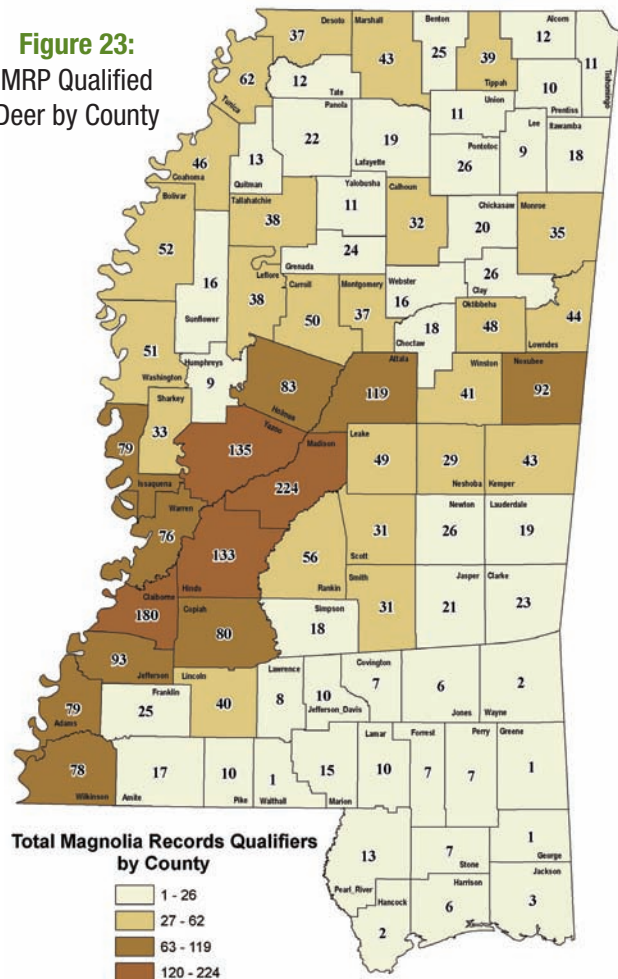 Figure 23:
MRP Qualified
Deer by County
Desoto
37
Marshall
43
Benton
25
Tippah
39
Alcorn
12
Tishomingo
11
Prentiss
10
Tunica
62
Tate
12
Panola
22
Lafayette
19
Union
11
Pontotoc
26
Lee
9
Itawamba
18
Coahoma
46
Quitman
13
Yalobusha
11
Calhoun
32
Chickasaw
20
Monroe
35
Bolivar
52
Tallahatchie
38
Sunflower
16
Grenada
24
Leflore
38
Carroll
50
Montgomery
37
Webster
16
Clay
26
Choctaw
18
Oktibbeha
48
Lowndes
44
Washington
51
Humphreys
9
Holmes
83
Attala
119
Winston
41
Noxubee
92
Sharkey
33
Issaquena
79
Yazoo
135
Madison
224
Leake
49
Neshoba
29
Kemper
43
Warren
76
Hinds
133
Rankin
56
Scott
31
Newton
26
Lauderdale
19
Claiborne
180
Copiah
80
Simpson
18
Smith
31
Jasper
21
Clarke
23
Jefferson
93
Adams
79
Franklin
25
Lincoln
40
Lawrence
8
Jefferson_Davis
10
Covington
7
Jones
6
Wayne
2
Wilkinson
78
Amite
17
Pike
10
Walthall
1
Marion
15
Lamar
10
Forrest
7
Perry
7
Greene
1
Pearl_River
13
Stone
7
George
1
Hancock
2
Harrison
6
Jackson
3
Total Magnolia Records Qualifiers
by County
1 - 26
27 - 62
63 - 119
120 - 224